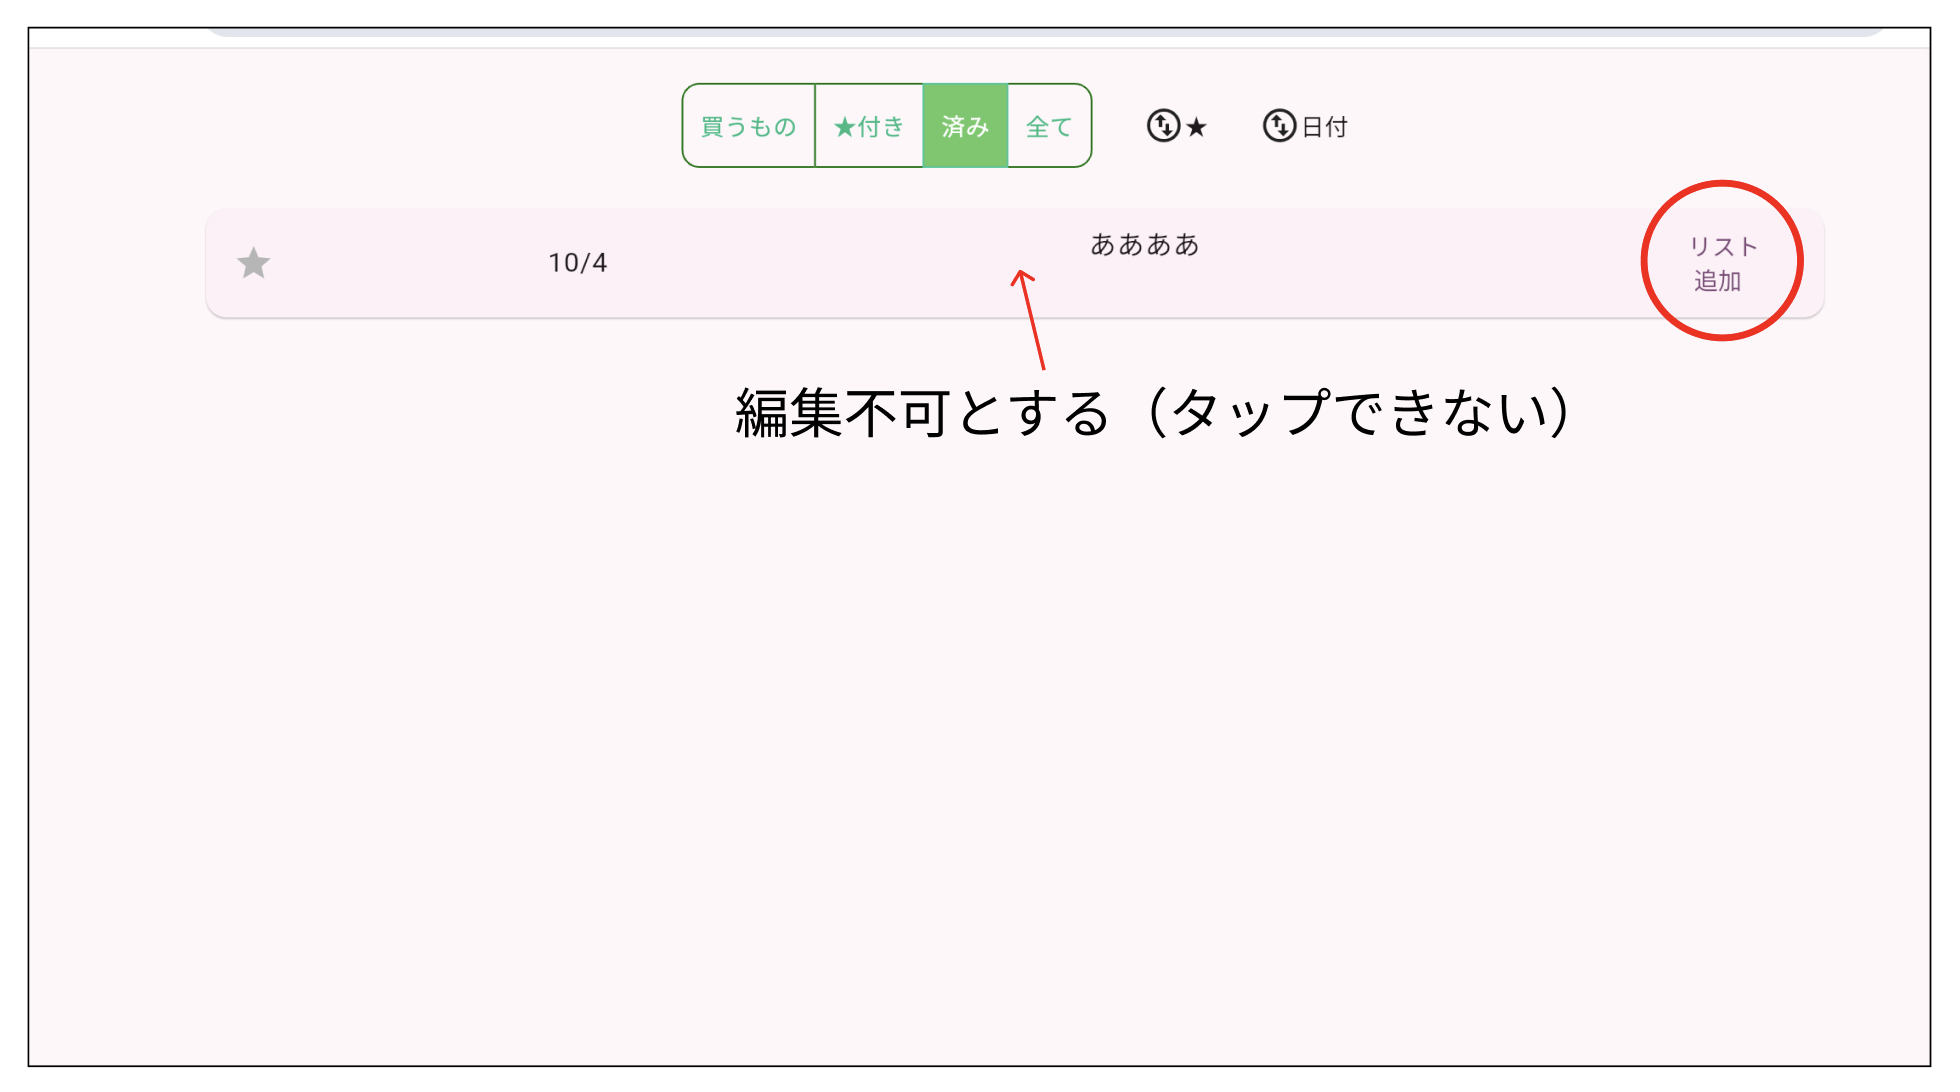 買うもの ★付き 済み 全て ★ 日付
10/4 ああああ リスト
追加
編集不可とする（タップできない）